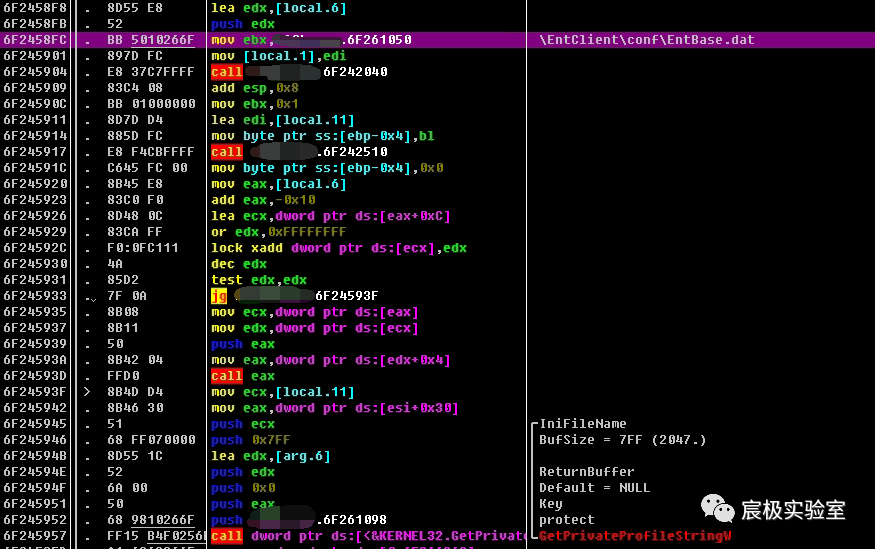 6F2458F8 . 8D55 E8 lea edx,[local.6]
6F2458FB . 52 push edx
6F2458FC . BB 5010266F mov ebx, .6F261050 \EntClient\conf\EntBase.dat
6F245901 . 897D FC mov [local.1],edi
6F245904 . E8 37C7FFFF call 6F242040
6F245909 . 83C4 08 add esp,0x8
6F24590C . BB 01000000 mov ebx,0x1
6F245911 . 8D7D D4 lea edi,[local.11]
6F245914 . 885D FC mov byte ptr ss:[ebp-0x4],bl
6F245917 . E8 F4CBFFFF call .6F242510
6F24591C . C645 FC 00 mov byte ptr ss:[ebp-0x4],0x0
6F245920 . 8B45 E8 mov eax,[local.6]
6F245923 . 83C0 F0 add eax,-0x10
6F245926 . 8D48 0C lea ecx,dword ptr ds:[eax+0xC]
6F245929 . 83CA FF or edx,0xFFFFFFFF
6F24592C . F0:0FC111 lock xadd dword ptr ds:[ecx],edx
6F245930 . 4A dec edx
6F245931 . 85D2 test edx,edx
6F245933 . 7F 0A jg 6F24593F
6F245935 . 8B08 mov ecx,dword ptr ds:[eax]
6F245937 . 8B11 mov edx,dword ptr ds:[ecx]
6F245939 . 50 push eax
6F24593A . 8B42 04 mov eax,dword ptr ds:[edx+0x4]
6F24593D . FFD0 call eax
6F24593F > 8B4D D4 mov ecx,[local.11]
6F245942 . 8B46 30 mov eax,dword ptr ds:[esi+0x30]
6F245945 . 51 push ecx IniFileName
6F245946 . 68 FF070000 push 0x7FF BufSize = 7FF (2047.)
6F24594B . 8D55 1C lea edx,[arg.6]
6F24594E . 52 push edx ReturnBuffer
6F24594F . 6A 00 push 0x0 Default = NULL
6F245951 . 50 push eax Key
6F245952 . 68 9810266F push .6F261098 protect
6F245957 . FF15 B4F0256F call dword ptr ds:[<&KERNEL32.GetPrivate GetPrivateProfileStringW
宸极实验室